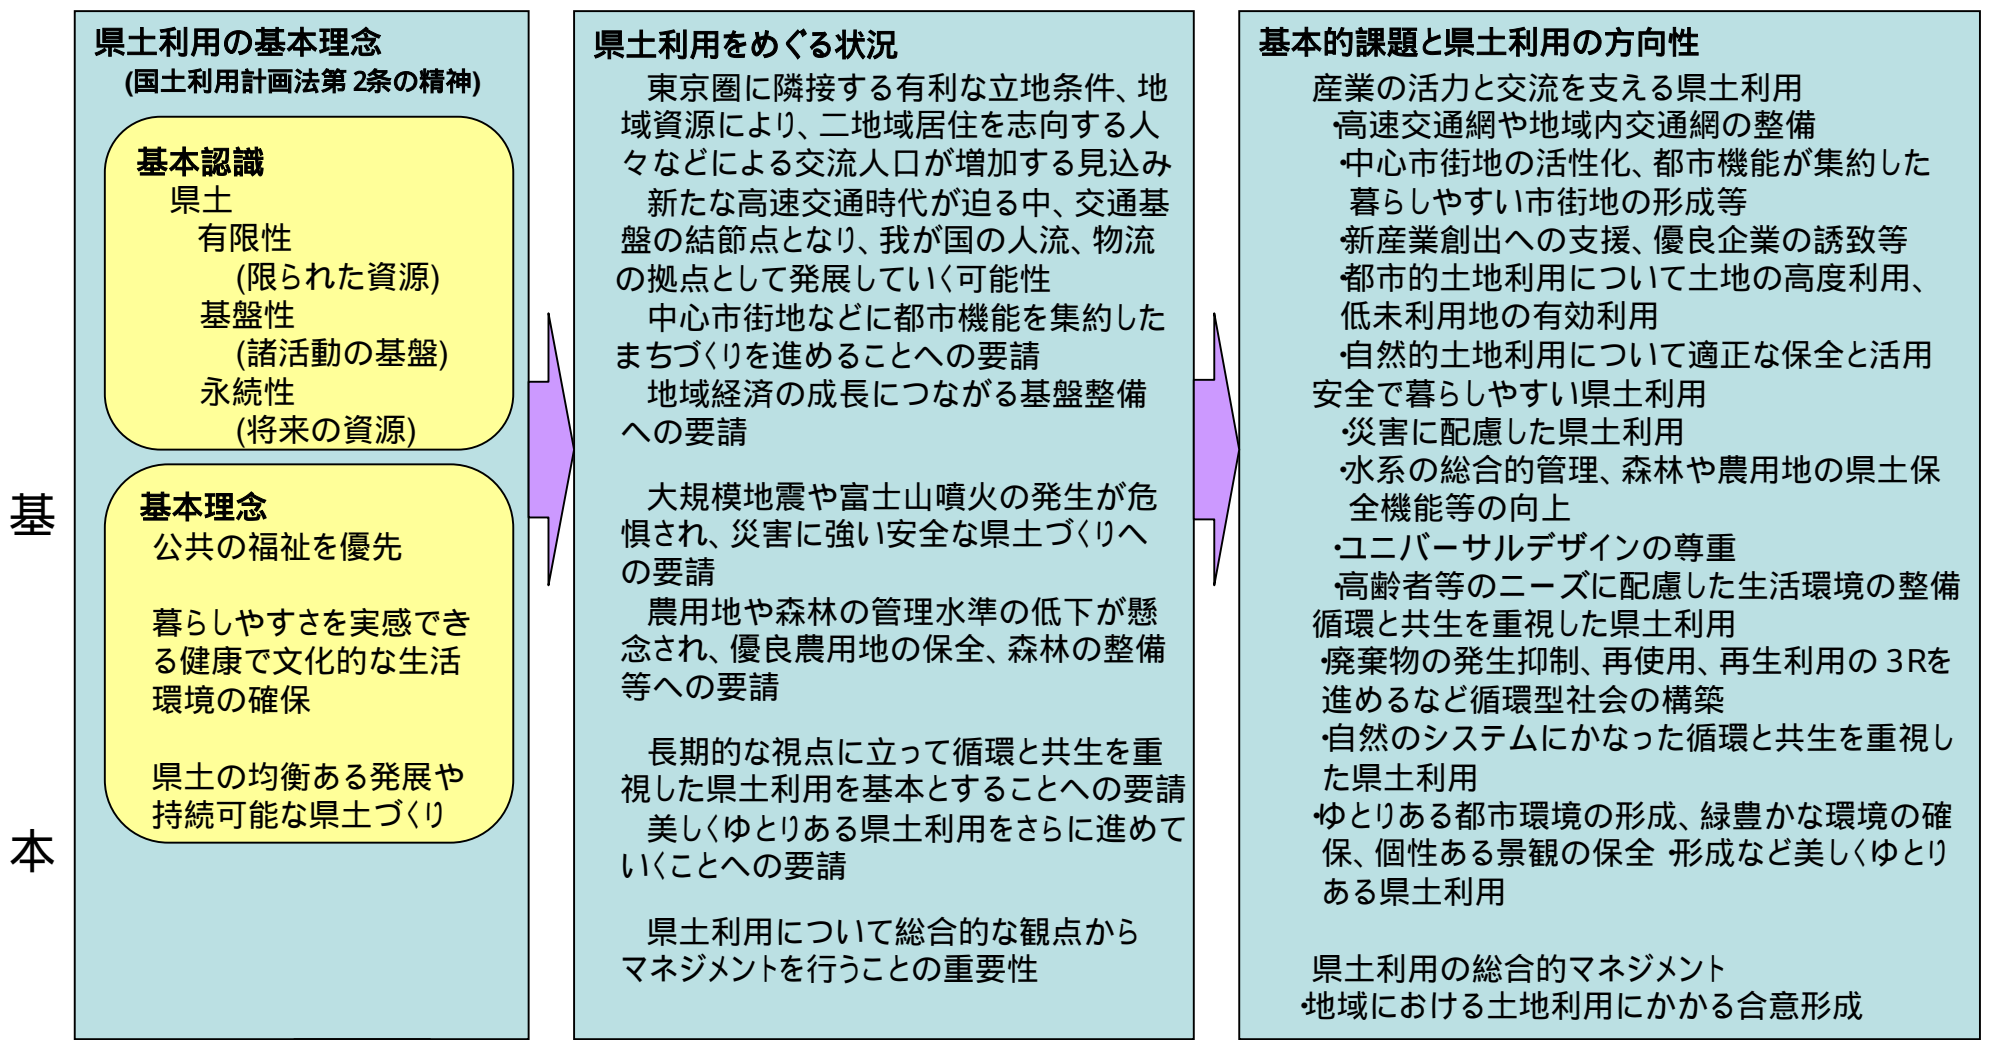 基
本
県土利用の基本理念
(国土利用計画法第2条の精神)
基本認識
県土
有限性
(限られた資源)
基盤性
(諸活動の基盤)
永続性
(将来の資源)
基本理念
公共の福祉を優先
暮らしやすさを実感でき
る健康で文化的な生活
環境の確保
県土の均衡ある発展や
持続可能な県土づくり
県土利用をめぐる状況
東京圏に隣接する有利な立地条件、地
域資源により、二地域居住を志向する人
々などによる交流人口が増加する見込み
新たな高速交通時代が迫る中、交通基
盤の結節点となり、我が国の人流、物流
の拠点として発展していく可能性
中心市街地などに都市機能を集約した
まちづくりを進めることへの要請
地域経済の成長につながる基盤整備
への要請
大規模地震や富士山噴火の発生が危
惧され、災害に強い安全な県土づくりへ
の要請
農用地や森林の管理水準の低下が懸
念され、優良農用地の保全、森林の整備
等への要請
長期的な視点に立って循環と共生を重
視した県土利用を基本とすることへの要請
美しくゆとりある県土利用をさらに進めて
いくことへの要請
県土利用について総合的な観点から
マネジメントを行うことの重要性
基本的課題と県土利用の方向性
産業の活力と交流を支える県土利用
・高速交通網や地域内交通網の整備
・中心市街地の活性化、都市機能が集約した
暮らしやすい市街地の形成等
・新産業創出への支援、優良企業の誘致等
・都市的土地利用について土地の高度利用、
低未利用地の有効利用
・自然的土地利用について適正な保全と活用
安全で暮らしやすい県土利用
・災害に配慮した県土利用
・水系の総合的管理、森林や農用地の県土保
全機能等の向上
・ユニバーサルデザインの尊重
・高齢者等のニーズに配慮した生活環境の整備
循環と共生を重視した県土利用
・廃棄物の発生抑制、再使用、再生利用の3Rを
進めるなど循環型社会の構築
・自然のシステムにかなった循環と共生を重視し
た県土利用
・ゆとりある都市環境の形成、緑豊かな環境の確
保、個性ある景観の保全・形成など美しくゆとり
ある県土利用
県土利用の総合的マネジメント
・地域における土地利用にかかる合意形成